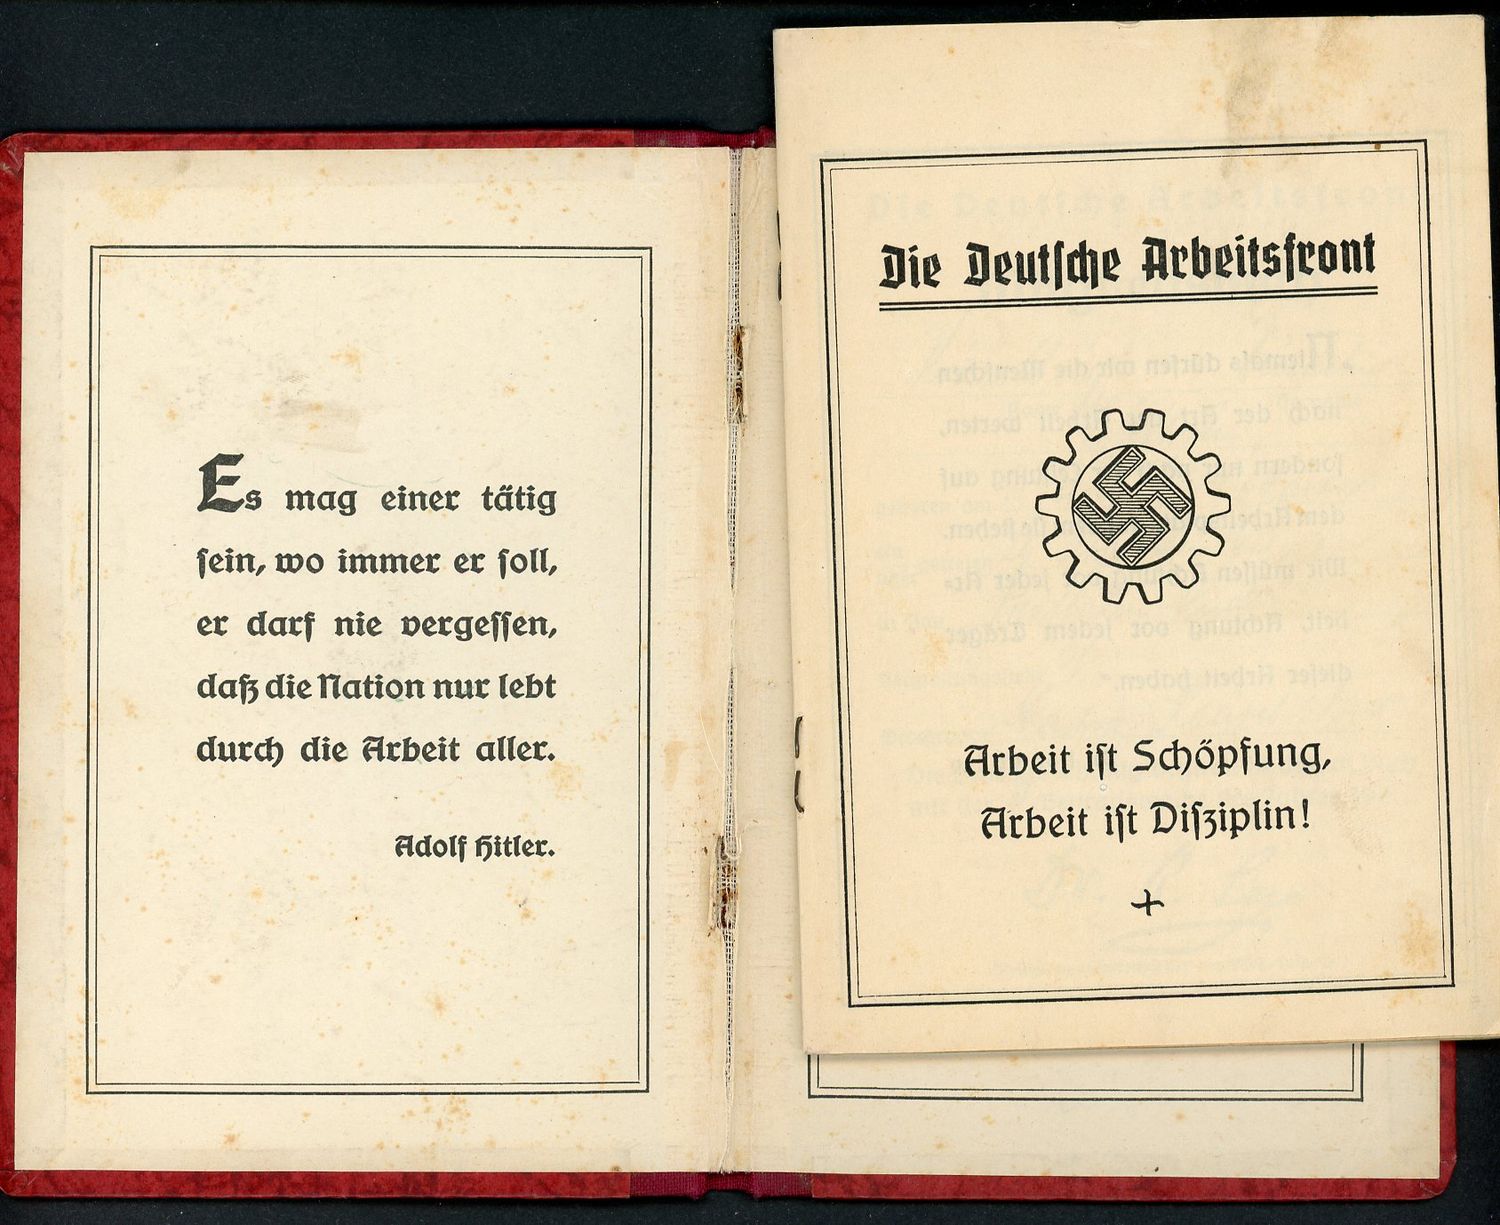 Es mag einer tätig
sein, wo immer er soll,
er darf nie vergessen,
daß die Nation nur lebt
durch die Arbeit aller.
Adolf Hitler.
Die Deutsche Arbeitsfront
Arbeit ist Schöpfung,
Arbeit ist Disziplin!